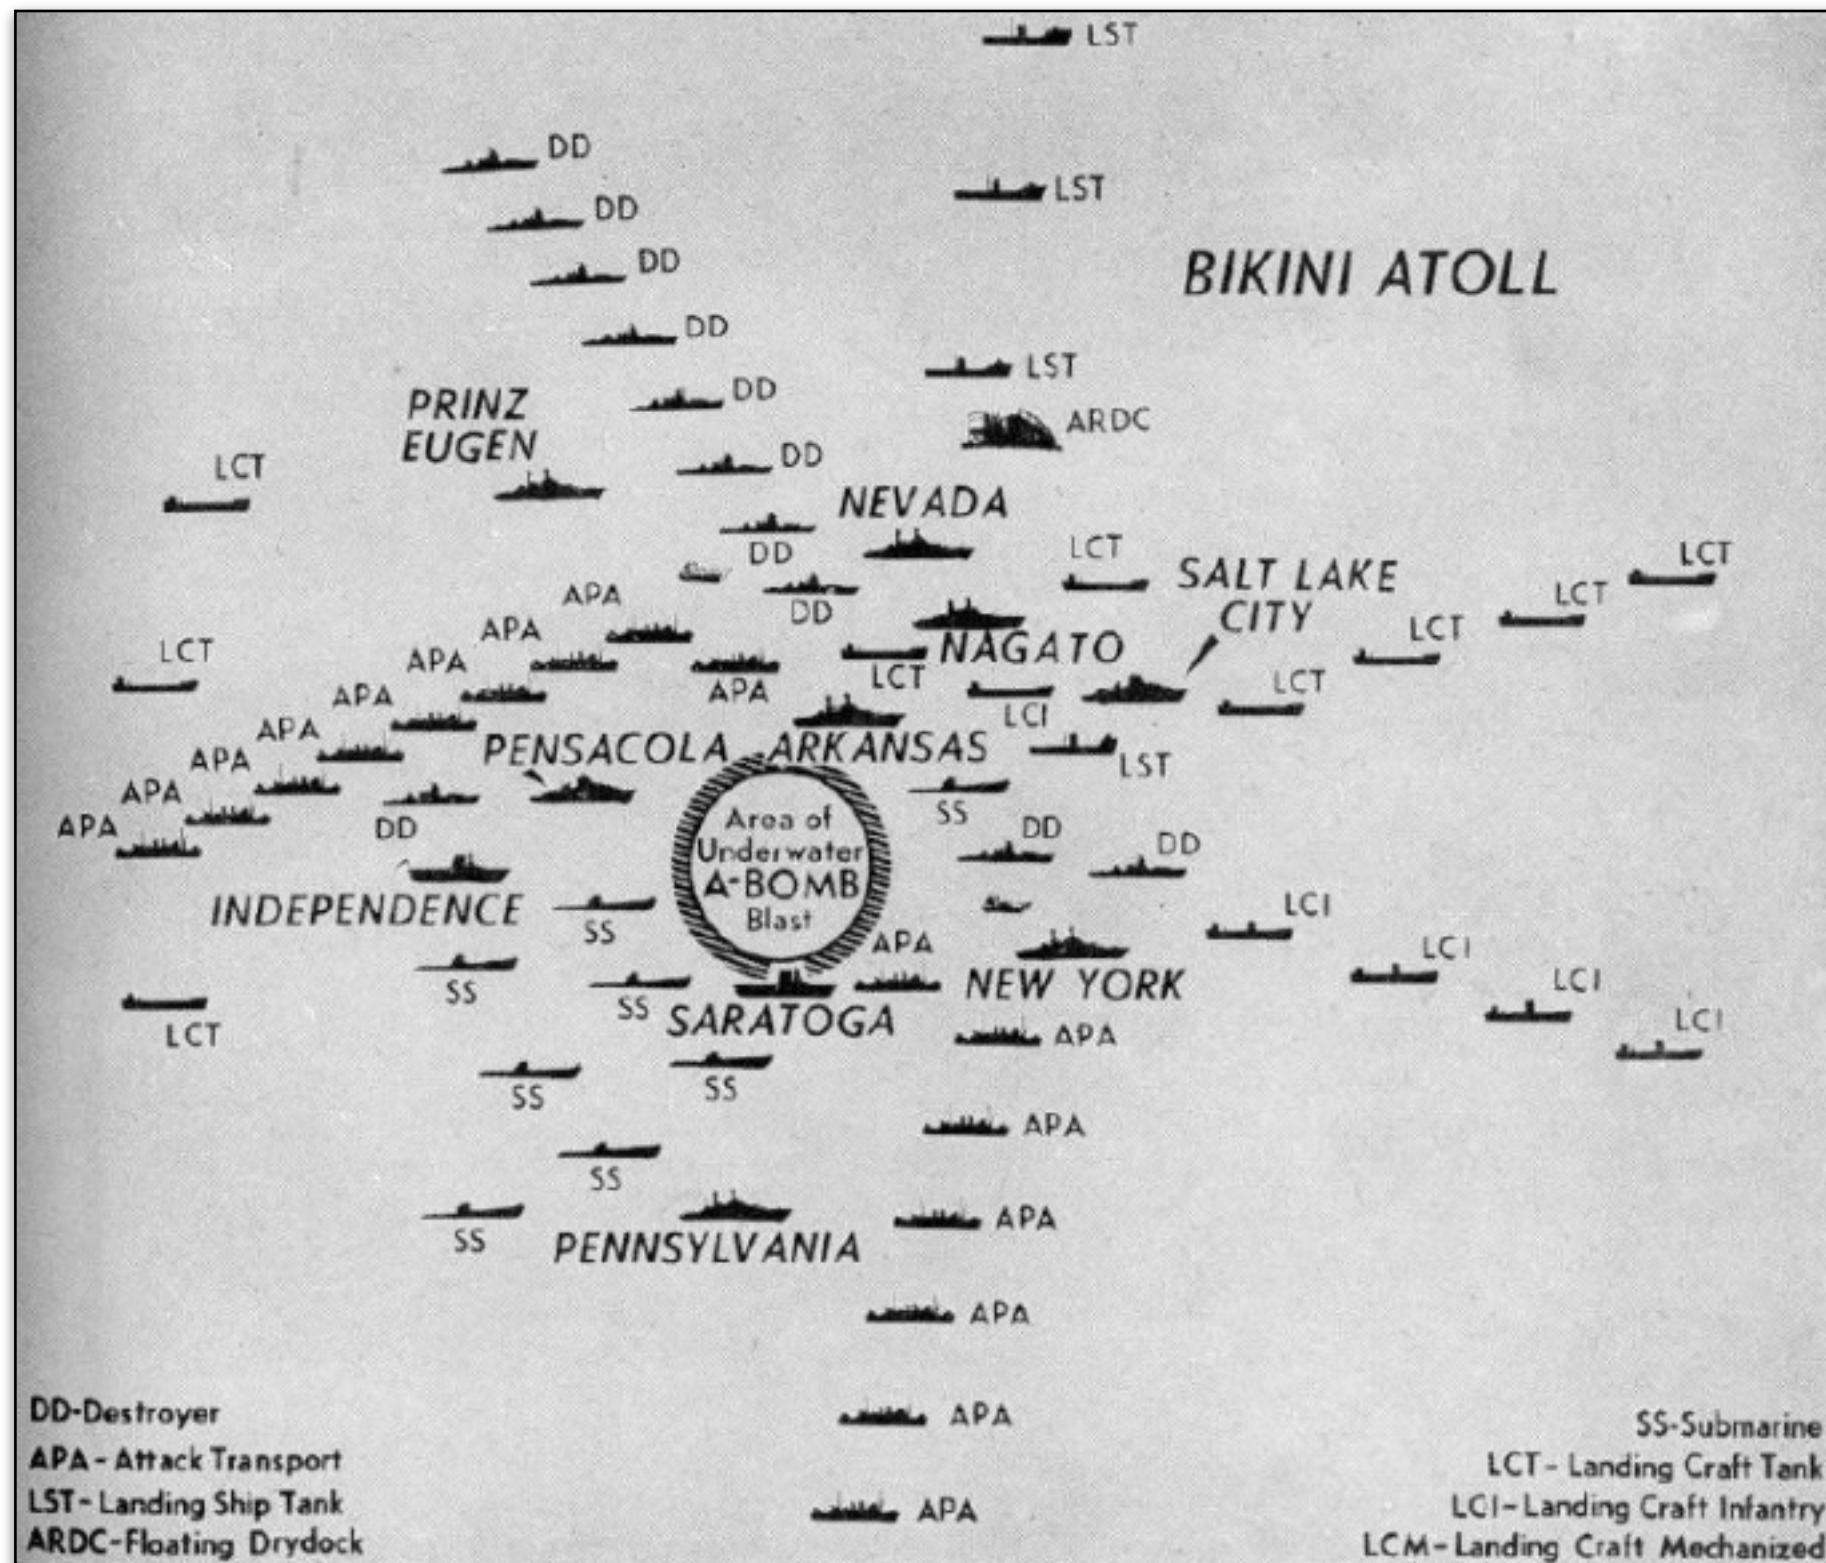 LST
DD
LST
DD
DD
BIKINI ATOLL
DD
LST
DD
PRINZ
EUGEN
ARDC
DD
LCT
NEVADA
DD
LCT
LCT
SALT LAKE
CITY
APA
LCT
DD
APA
LCT
NAGATO
LCT
APA
LCT
APA
LCT
APA
LCI
APA
PENSACOLA
ARKANSAS
APA
LST
APA
SS
Area of
Underwater
A-BOMB
Blast
APA
DD
DD
DD
INDEPENDENCE
SS
LCI
APA
LCI
SS
NEW YORK
LCI
SS
SARATOGA
LCI
LCT
APA
SS
SS
APA
SS
APA
SS
PENNSYLVANIA
APA
APA
APA
DD-Destroyer
APA-Attack Transport
LST-Landing Ship Tank
ARDC-Floating Drydock
SS-Submarine
LCT-Landing Craft Tank
LCI-Landing Craft Infantry
LCM-Landing Craft Mechanized